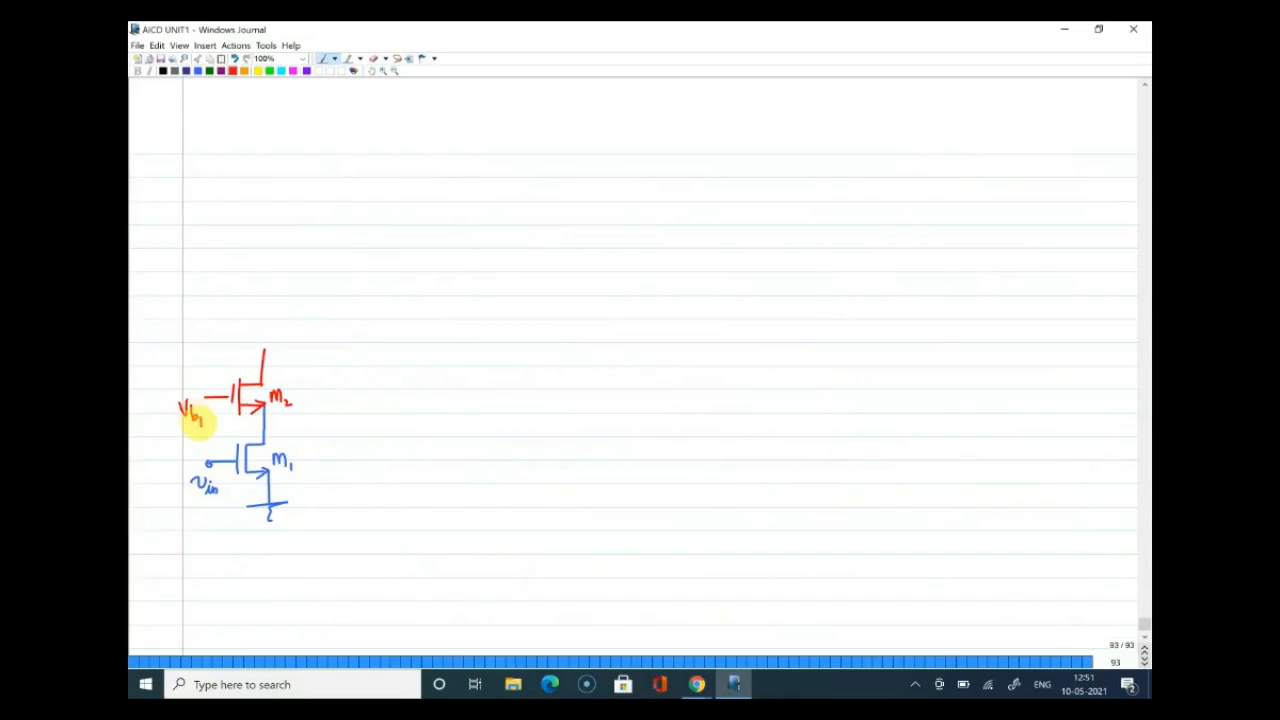 AICD UNIT1 - Windows Journal
File Edit View Insert Actions Tools Help
100%
B I
M2
Vb1
M1
Vin
93 / 93
93
Type here to search
ENG
12:51
10-05-2021
2